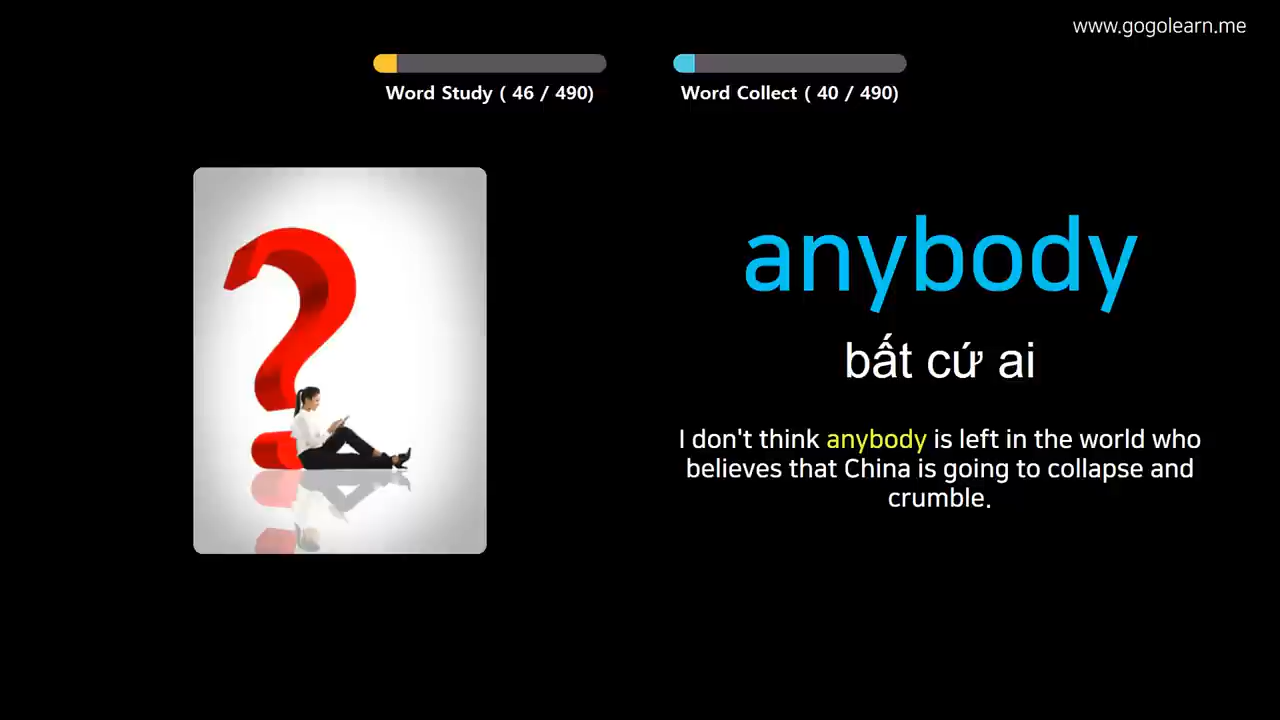 www.gogolearn.me
Word Study ( 46 / 490)
Word Collect ( 40 / 490)
anybody
bất cứ ai
I don't think anybody is left in the world who
believes that China is going to collapse and
crumble.